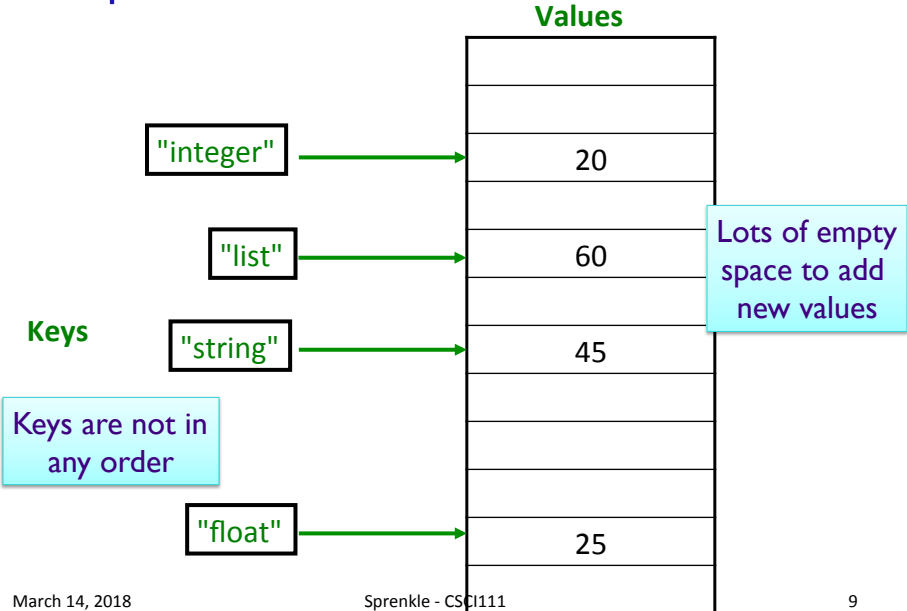 Values
"integer"
20
"list"
60
Lots of empty
space to add
new values
Keys
"string"
45
Keys are not in
any order
"float"
25
March 14, 2018
Sprenkle - CSCI111
9